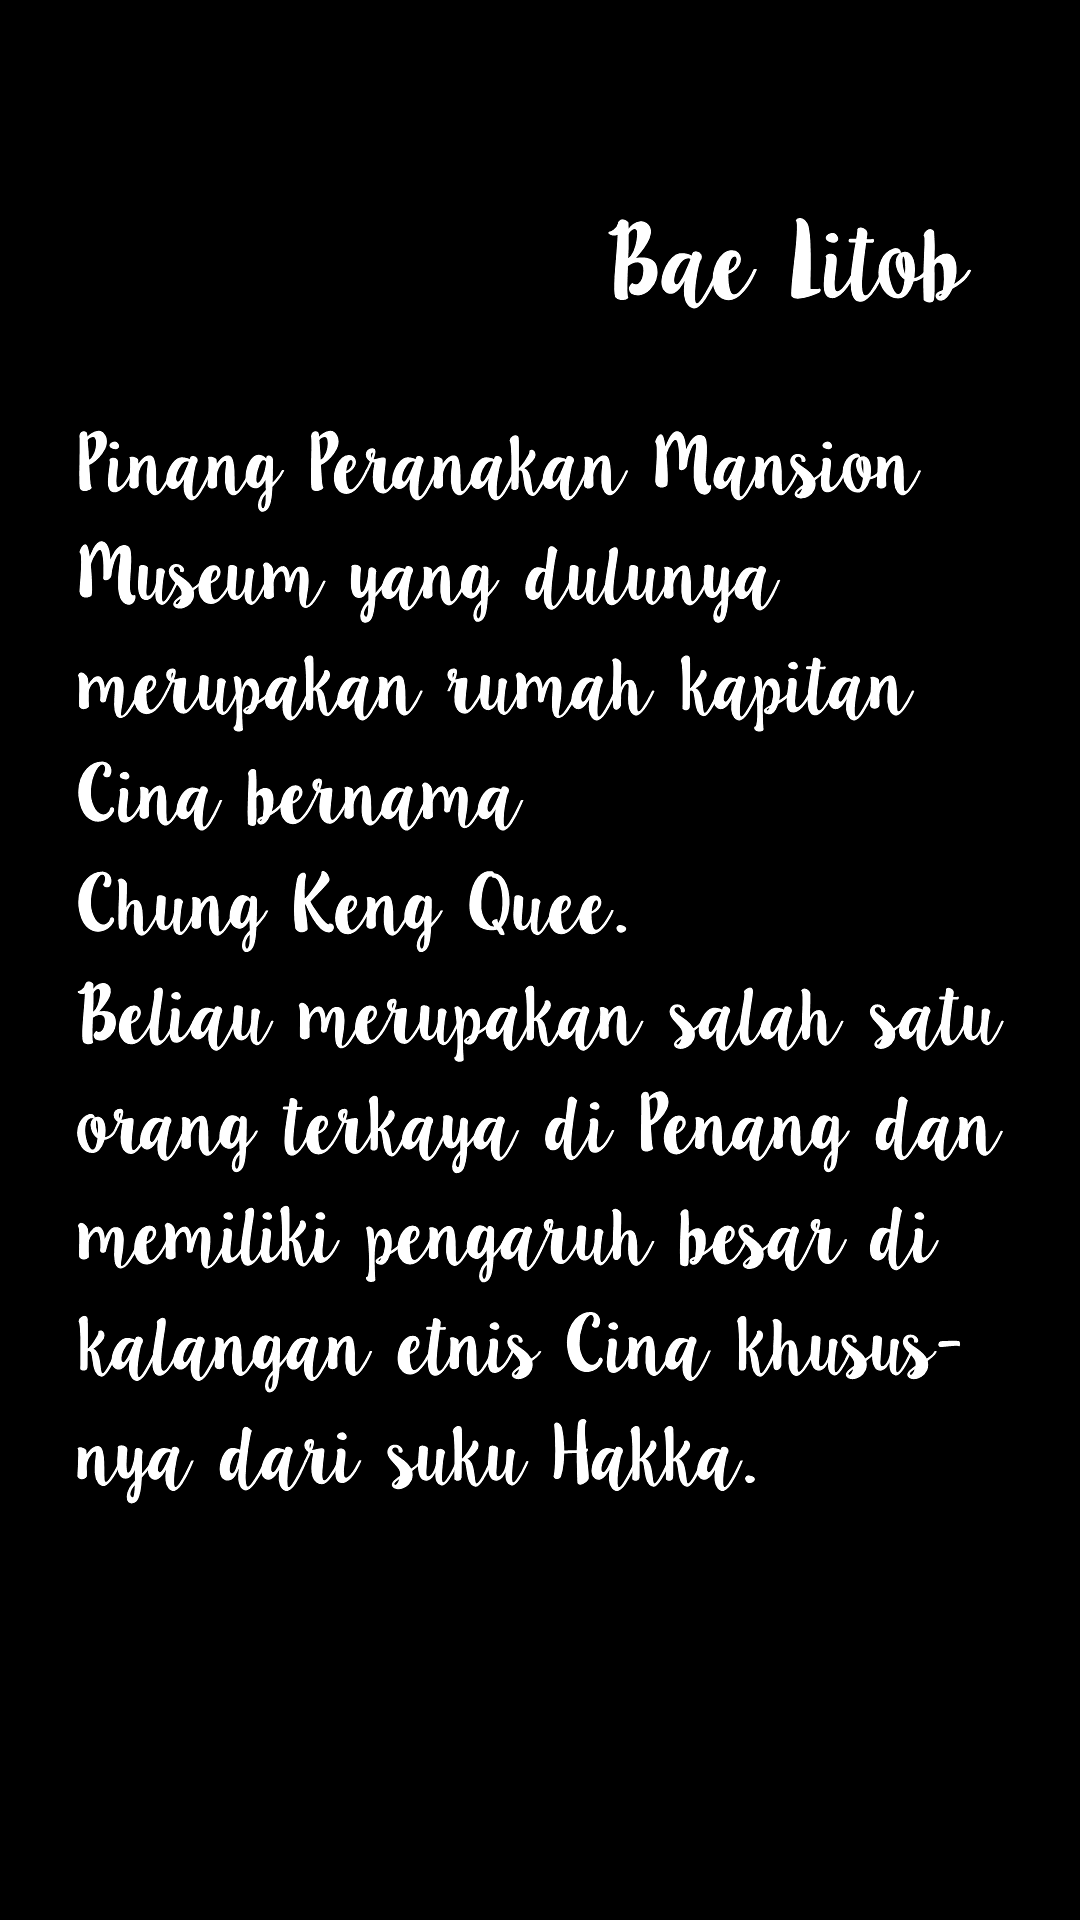 Bae Litob
Pinang Peranakan Mansion
Museum yang dulunya
merupakan rumah kapitan
Cina bernama
Chung Keng Quee.
Beliau merupakan salah satu
orang terkaya di Penang dan
memiliki pengaruh besar di
kalangan etnis Cina khusus-
nya dari suku Hakka.